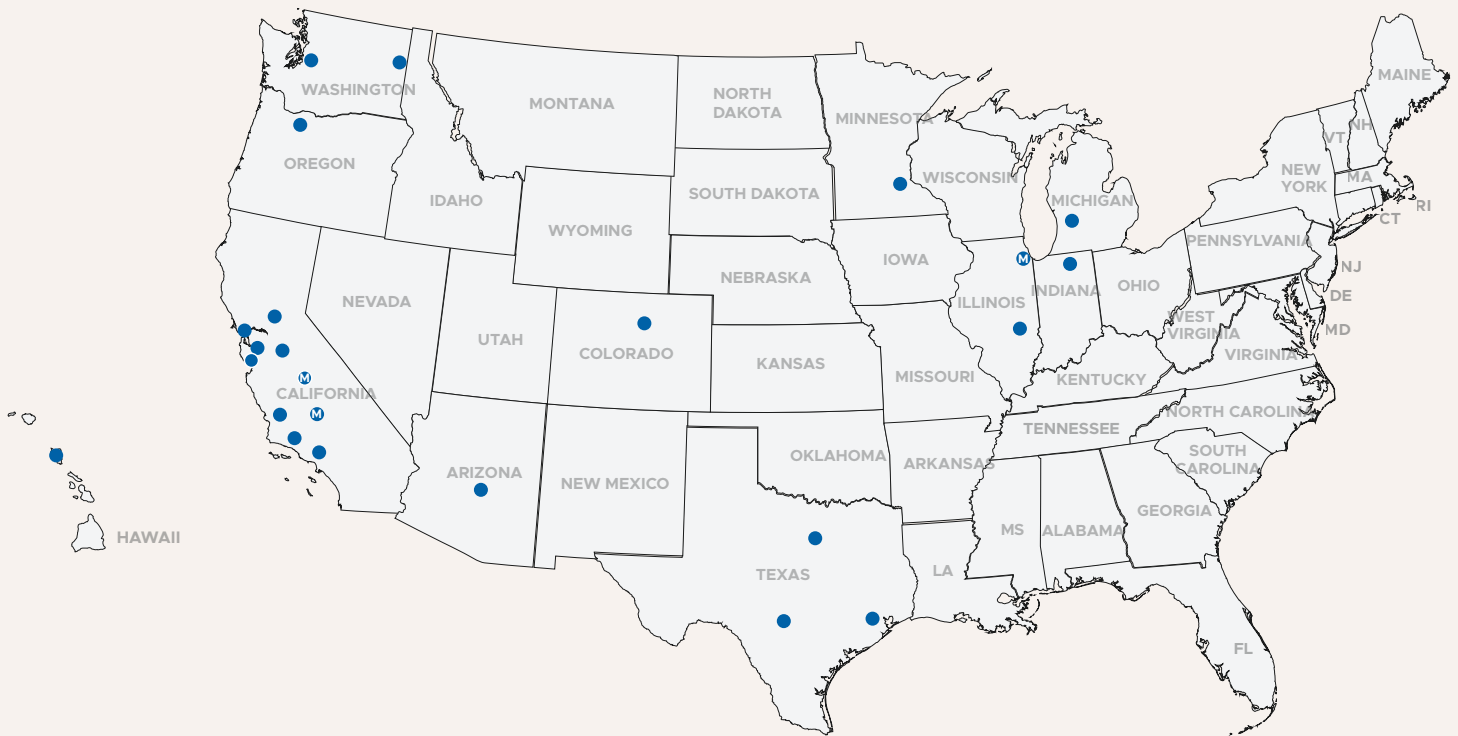 MAINE
WASHINGTON
MONTANA
NORTH
DAKOTA
MINNESOTA
VT
NH
OREGON
WISCONSIN
NEW
YORK
MA
IDAHO
SOUTH DAKOTA
MICHIGAN
RI
CT
WYOMING
PENNSYLVANIA
IOWA
M
NJ
NEBRASKA
NEVADA
ILLINOIS
INDIANA
OHIO
DE
UTAH
COLORADO
KANSAS
WEST
VIRGINIA
MD
VIRGINIA
M
CALIFORNIA
MISSOURI
KENTUCKY
M
NORTH CAROLINA
TENNESSEE
ARIZONA
NEW MEXICO
OKLAHOMA
ARKANSAS
SOUTH
CAROLINA
GEORGIA
HAWAII
MS
ALABAMA
TEXAS
LA
FL